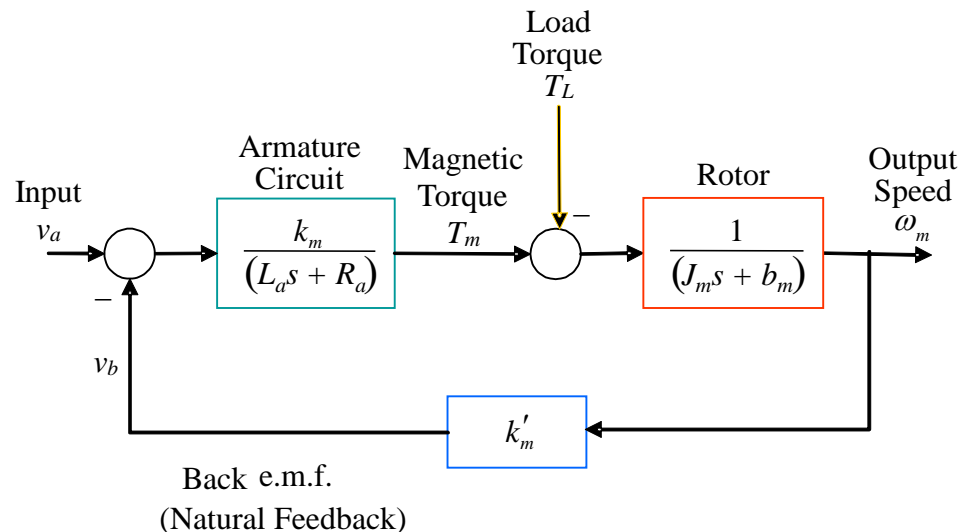 Load
Torque
T_L
Armature
Circuit
Magnetic
Torque
T_m
Rotor
Output
Speed
ω_m
Input
v_a
k_m
(L_a s + R_a)
−
1
(J_m s + b_m)
−
v_b
k'_m
Back e.m.f.
(Natural Feedback)